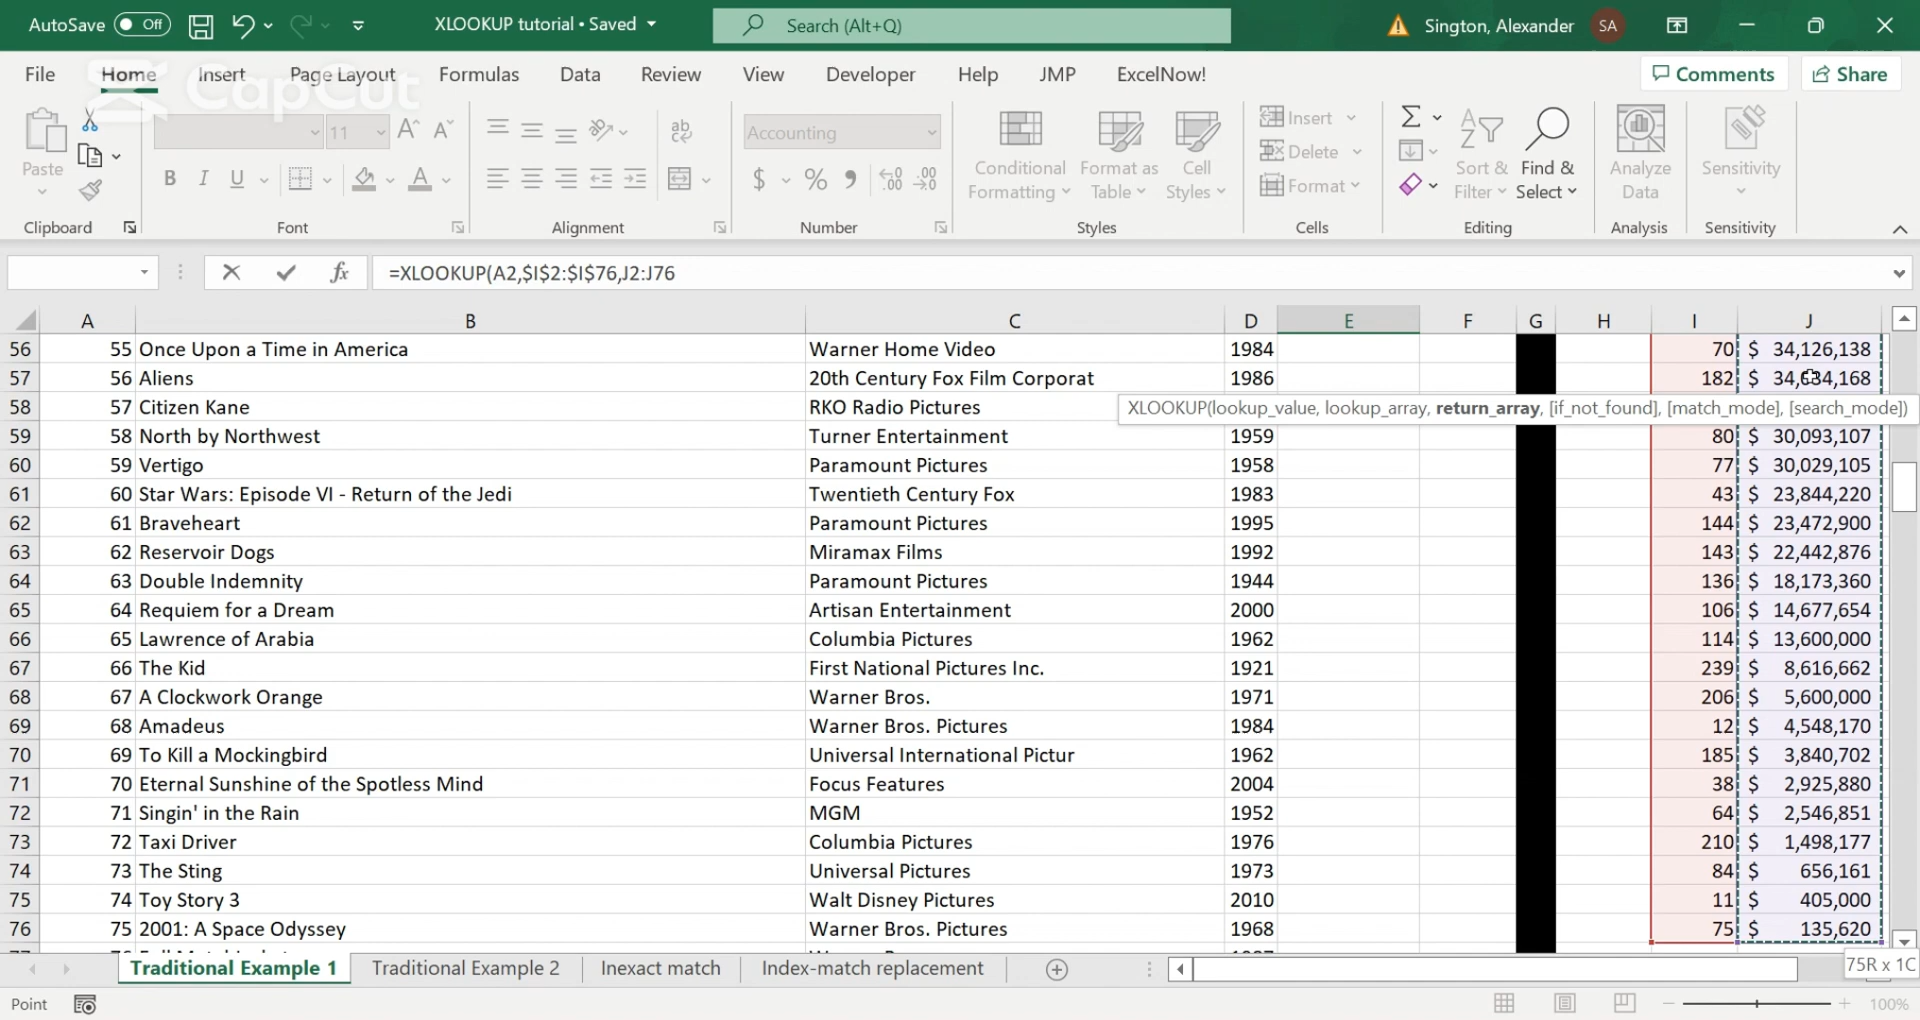 AutoSave Off XLOOKUP tutorial • Saved Search (Alt+Q) Sington, Alexander SA
File Home Insert Page Layout Formulas Data Review View Developer Help JMP ExcelNow! Comments Share
CapCut
11 Accounting Insert
Paste Conditional Format as Cell Delete Sort & Find & Analyze Sensitivity
B I U $ % Formatting Table Styles Format Filter Select Data
Clipboard Font Alignment Number Styles Cells Editing Analysis Sensitivity
fx =XLOOKUP(A2,$I$2:$I$76,J2:J76
A B C D E F G H I J
56 55 Once Upon a Time in America Warner Home Video 1984 70 $ 34,126,138
57 56 Aliens 20th Century Fox Film Corporat 1986 182 $ 34,634,168
58 57 Citizen Kane RKO Radio Pictures XLOOKUP(lookup_value, lookup_array, return_array, [if_not_found], [match_mode], [search_mode])
59 58 North by Northwest Turner Entertainment 1959 80 $ 30,093,107
60 59 Vertigo Paramount Pictures 1958 77 $ 30,029,105
61 60 Star Wars: Episode VI - Return of the Jedi Twentieth Century Fox 1983 43 $ 23,844,220
62 61 Braveheart Paramount Pictures 1995 144 $ 23,472,900
63 62 Reservoir Dogs Miramax Films 1992 143 $ 22,442,876
64 63 Double Indemnity Paramount Pictures 1944 136 $ 18,173,360
65 64 Requiem for a Dream Artisan Entertainment 2000 106 $ 14,677,654
66 65 Lawrence of Arabia Columbia Pictures 1962 114 $ 13,600,000
67 66 The Kid First National Pictures Inc. 1921 239 $ 8,616,662
68 67 A Clockwork Orange Warner Bros. 1971 206 $ 5,600,000
69 68 Amadeus Warner Bros. Pictures 1984 12 $ 4,548,170
70 69 To Kill a Mockingbird Universal International Pictur 1962 185 $ 3,840,702
71 70 Eternal Sunshine of the Spotless Mind Focus Features 2004 38 $ 2,925,880
72 71 Singin' in the Rain MGM 1952 64 $ 2,546,851
73 72 Taxi Driver Columbia Pictures 1976 210 $ 1,498,177
74 73 The Sting Universal Pictures 1973 84 $ 656,161
75 74 Toy Story 3 Walt Disney Pictures 2010 11 $ 405,000
76 75 2001: A Space Odyssey Warner Bros. Pictures 1968 75 $ 135,620
Traditional Example 1 Traditional Example 2 Inexact match Index-match replacement 75R x 1C
Point 100%